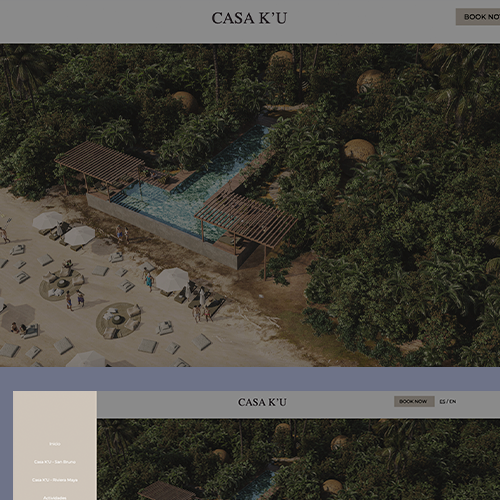 CASA K'U
BOOK NO
CASA K'U
BOOK NOW
ES / EN
Inicio
Casa K'U - San Bruno
Casa K'U - Riviera Maya
Actividades